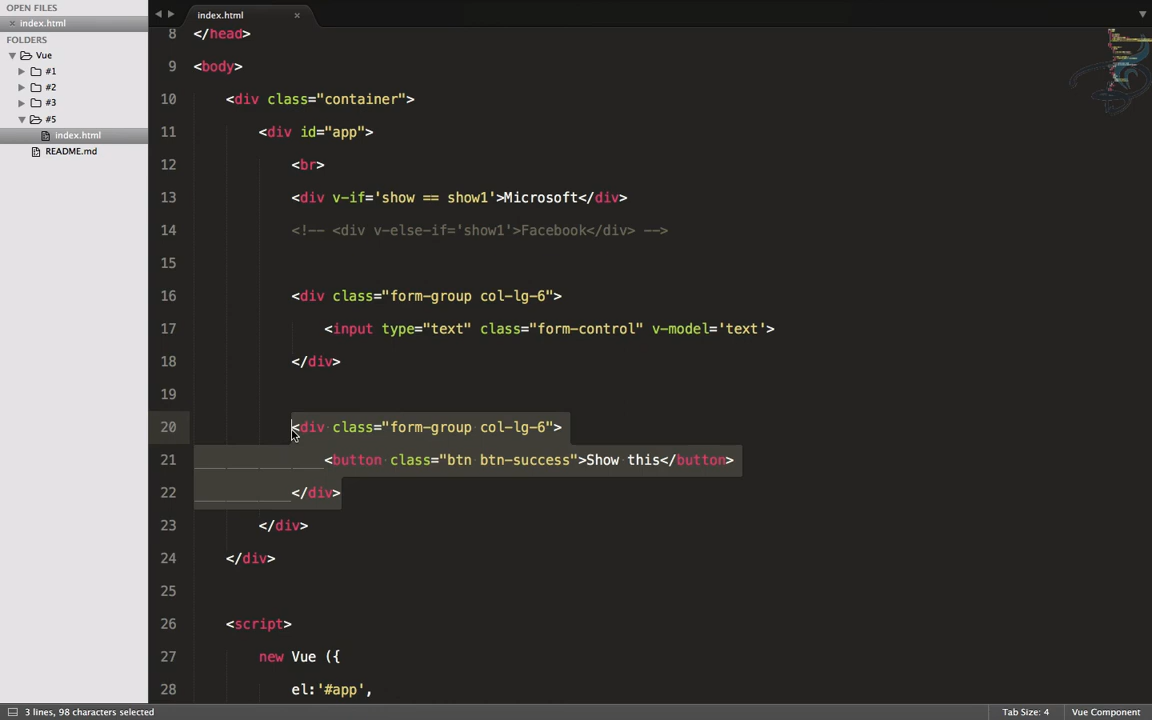 OPEN FILES
× index.html
FOLDERS
Vue
#1
#2
#3
#5
index.html
README.md
index.html ×
8 </head>
9 <body>
10 <div class="container">
11 <div id="app">
12 <br>
13 <div v-if='show == show1'>Microsoft</div>
14 <!-- <div v-else-if='show1'>Facebook</div> -->
15
16 <div class="form-group col-lg-6">
17 <input type="text" class="form-control" v-model='text'>
18 </div>
19
20 <div class="form-group col-lg-6">
21 <button class="btn btn-success">Show this</button>
22 </div>
23 </div>
24 </div>
25
26 <script>
27 new Vue ({
28 el:'#app',
3 lines, 98 characters selected
Tab Size: 4
Vue Component